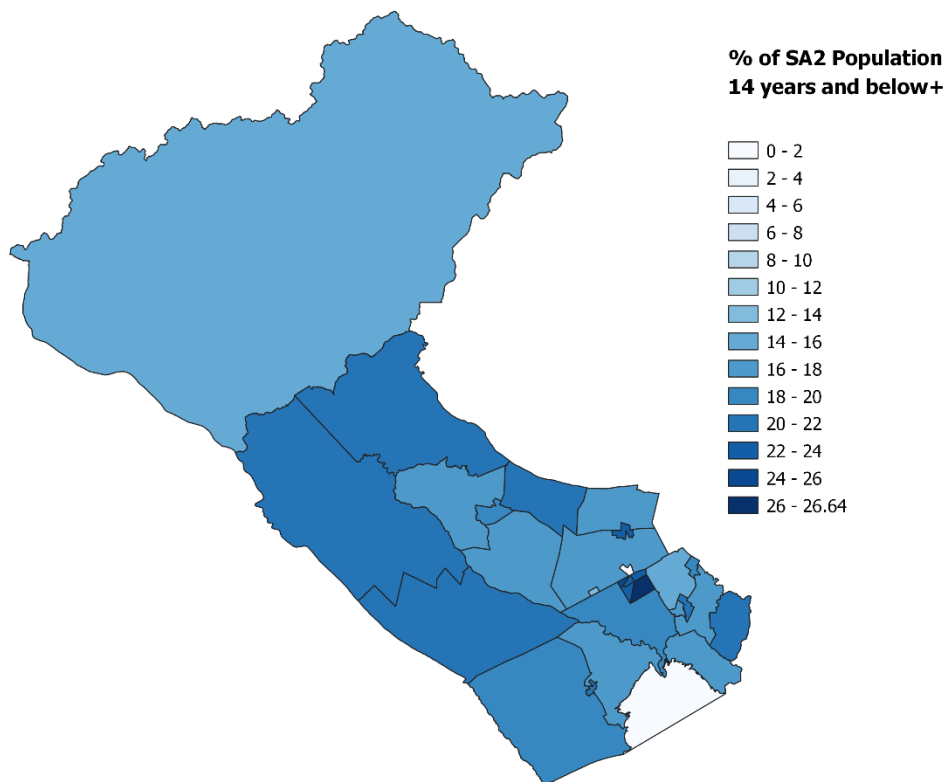 % of SA2 Population
14 years and below+
0 - 2
2 - 4
4 - 6
6 - 8
8 - 10
10 - 12
12 - 14
14 - 16
16 - 18
18 - 20
20 - 22
22 - 24
24 - 26
26 - 26.64